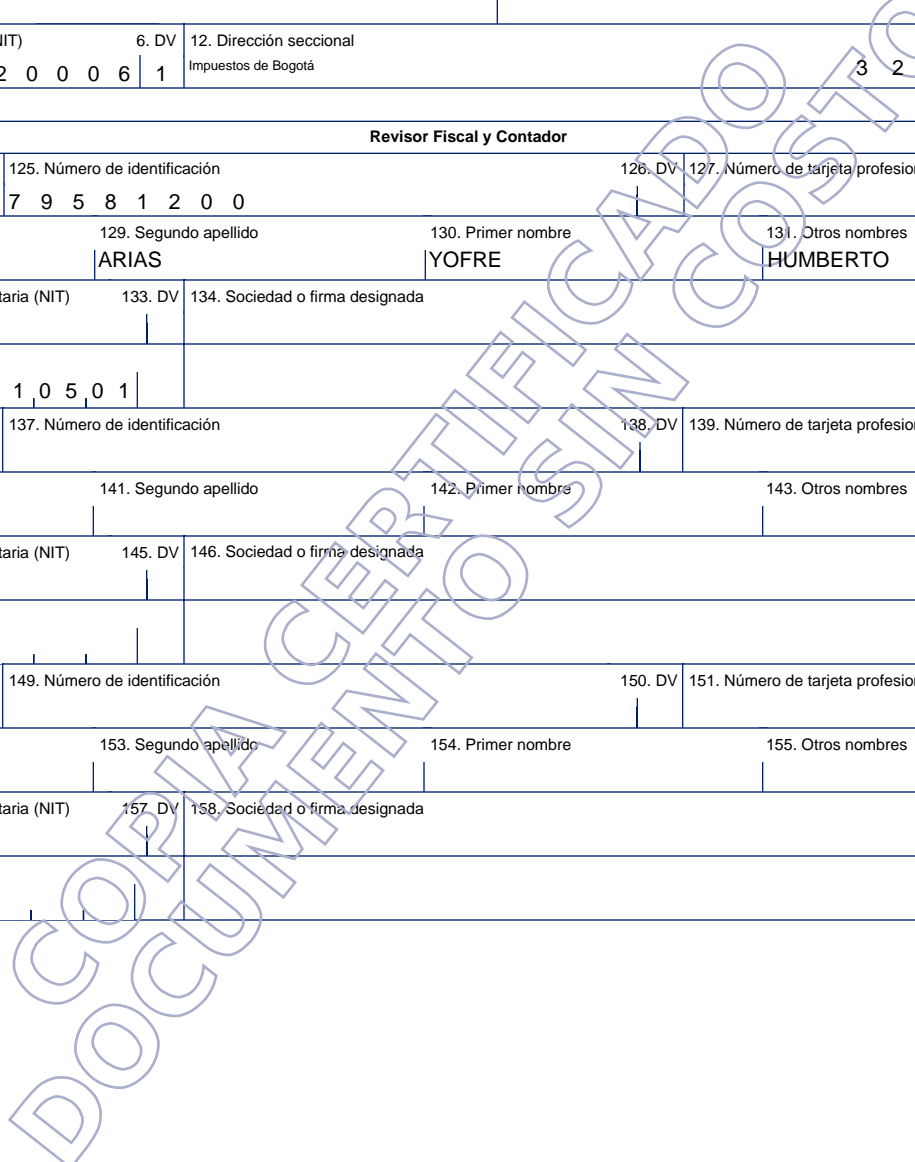 NIT) 6. DV 12. Dirección seccional
2 0 0 0 6 1 Impuestos de Bogotá 3 2
Revisor Fiscal y Contador
125. Número de identificación 126. DV 127. Número de tarjeta profesion
7 9 5 8 1 2 0 0
129. Segundo apellido 130. Primer nombre 131. Otros nombres
ARIAS YOFRE HUMBERTO
taria (NIT) 133. DV 134. Sociedad o firma designada
1 0 5 0 1
137. Número de identificación 138. DV 139. Número de tarjeta profesion
141. Segundo apellido 142. Primer nombre 143. Otros nombres
taria (NIT) 145. DV 146. Sociedad o firma designada
149. Número de identificación 150. DV 151. Número de tarjeta profesion
153. Segundo apellido 154. Primer nombre 155. Otros nombres
taria (NIT) 157. DV 158. Sociedad o firma designada
COPIA CERTIFICADO
DOCUMENTO SIN COSTO